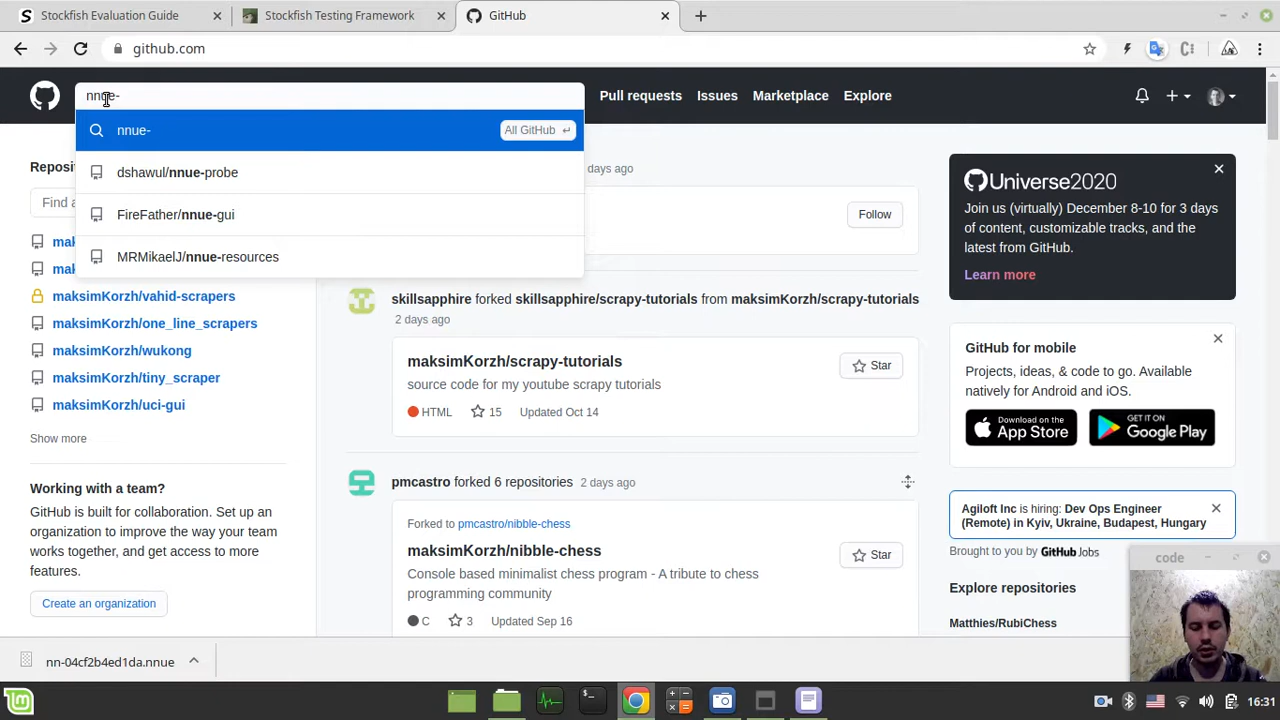 Stockfish Evaluation Guide
Stockfish Testing Framework
GitHub
github.com
nnue-
Pull requests
Issues
Marketplace
Explore
nnue-
All GitHub
dshawul/nnue-probe
FireFather/nnue-gui
MRMikaelJ/nnue-resources
Reposi
Find a
mak
mak
maksimKorzh/vahid-scrapers
maksimKorzh/one_line_scrapers
maksimKorzh/wukong
maksimKorzh/tiny_scraper
maksimKorzh/uci-gui
Show more
Working with a team?
GitHub is built for collaboration. Set up an
organization to improve the way your team
works together, and get access to more
features.
Create an organization
days ago
Follow
skillsapphire forked skillsapphire/scrapy-tutorials from maksimKorzh/scrapy-tutorials
2 days ago
maksimKorzh/scrapy-tutorials
Star
source code for my youtube scrapy tutorials
HTML 15 Updated Oct 14
pmcastro forked 6 repositories 2 days ago
Forked to pmcastro/nibble-chess
maksimKorzh/nibble-chess
Star
Console based minimalist chess program - A tribute to chess
programming community
C 3 Updated Sep 16
Universe2020
Join us (virtually) December 8-10 for 3 days
of content, customizable tracks, and the
latest from GitHub.
Learn more
GitHub for mobile
Projects, ideas, & code to go. Available
natively for Android and iOS.
Download on the
App Store
GET IT ON
Google Play
Agiloft Inc is hiring: Dev Ops Engineer
(Remote) in Kyiv, Ukraine, Budapest, Hungary
Brought to you by GitHub Jobs
Explore repositories
Matthies/RubiChess
code
nn-04cf2b4ed1da.nnue
16:31